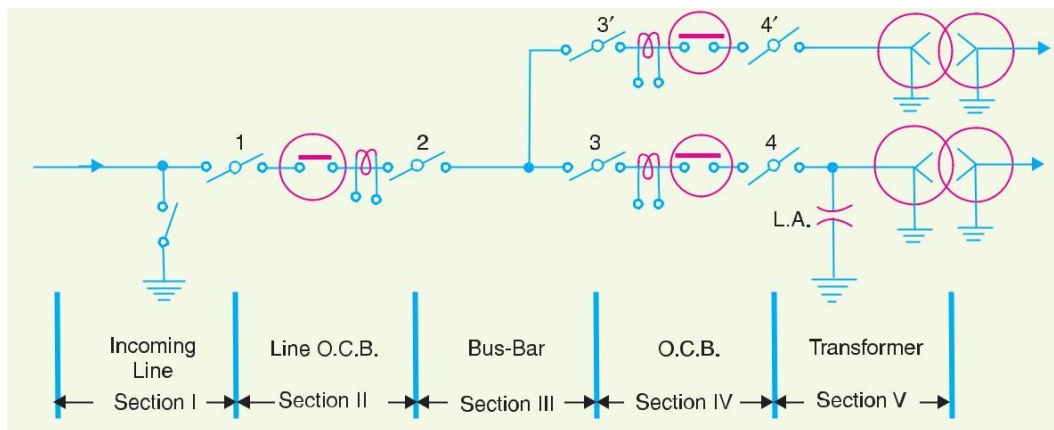 3′ 4′
1 2 3 4
L.A.
Incoming Line O.C.B. Bus-Bar O.C.B. Transformer
Line
Section I Section II Section III Section IV Section V